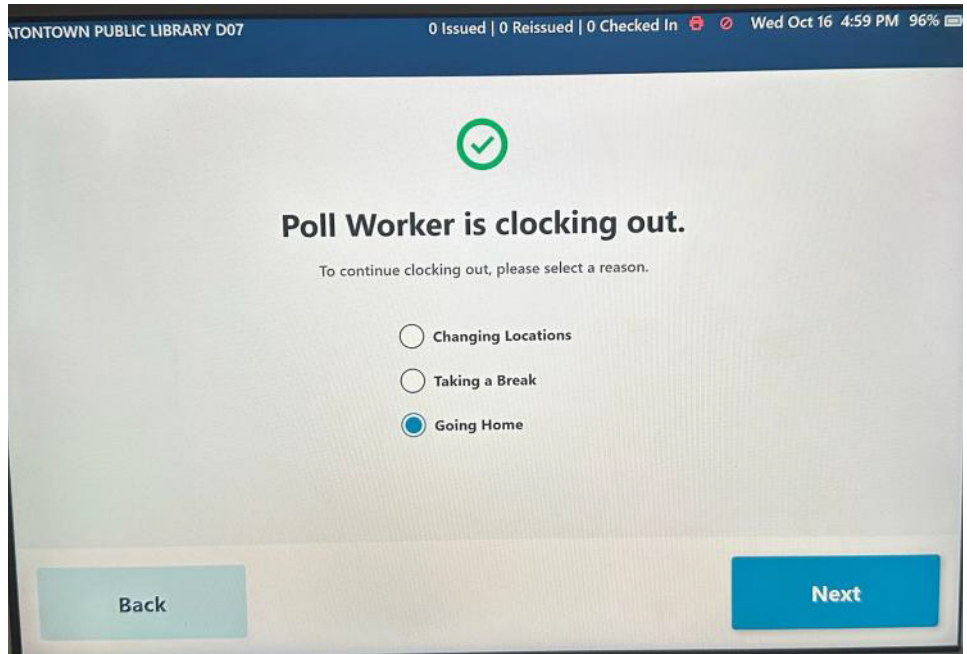 ATONTOWN PUBLIC LIBRARY D07 0 Issued | 0 Reissued | 0 Checked In Wed Oct 16 4:59 PM 96%
Poll Worker is clocking out.
To continue clocking out, please select a reason.
Changing Locations
Taking a Break
Going Home
Back Next